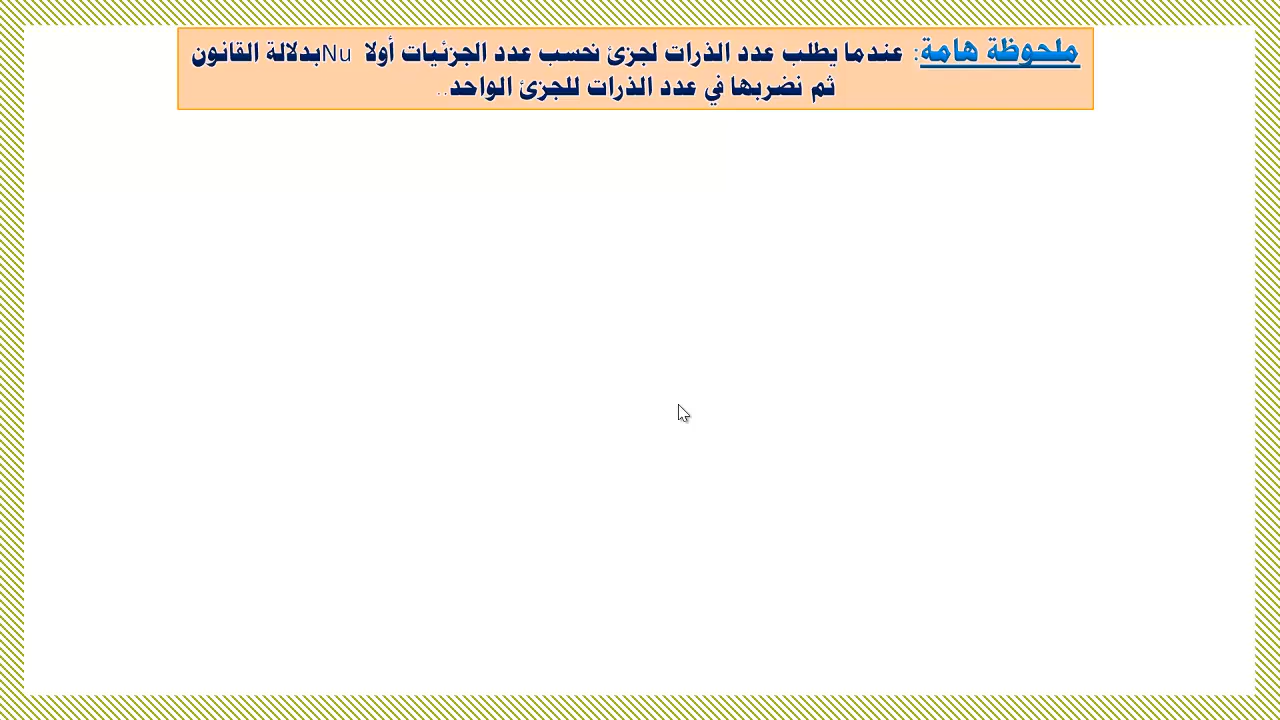 ملحوظة هامة: عندما يطلب عدد الذرات لجزئ نحسب عدد الجزئيات أولا Nuبدلالة القانون
ثم نضربها في عدد الذرات للجزئ الواحد..